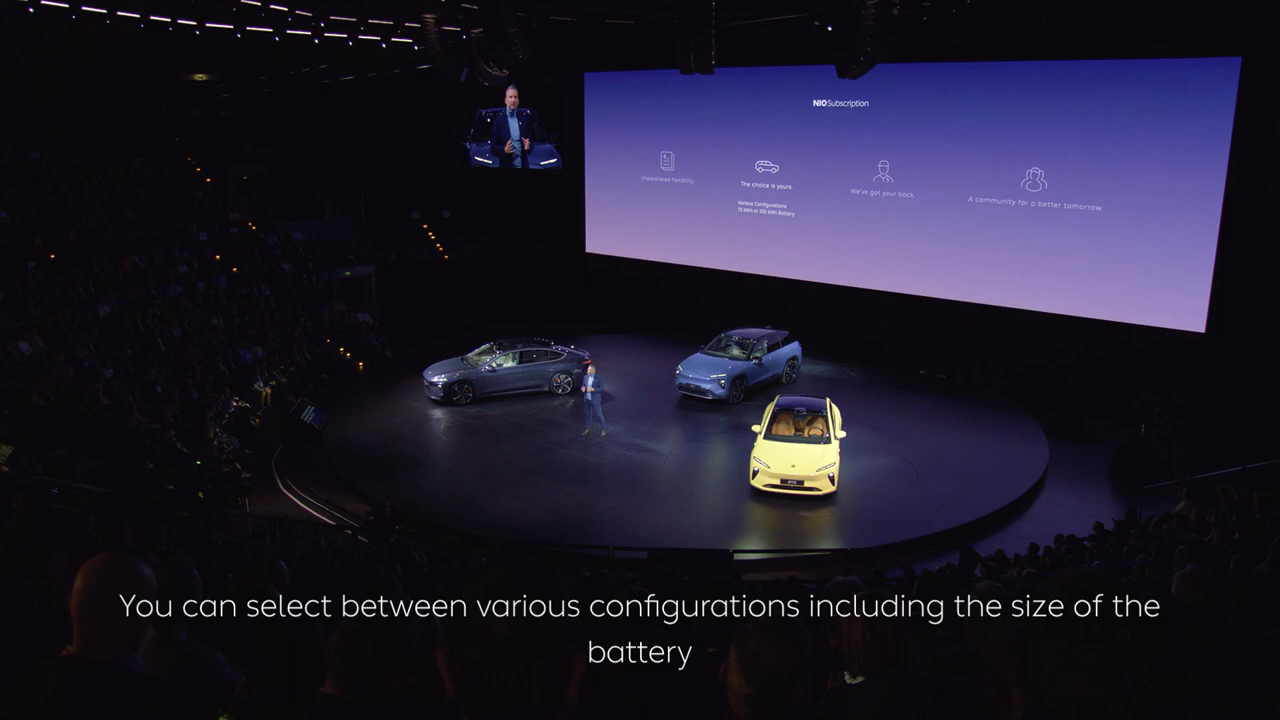 NIO Subscription
Unparalleled flexibility.
The choice is yours.
We've got your back.
A community for a better tomorrow
Various Configurations
75 kWh or 100 kWh Battery
You can select between various configurations including the size of the
battery